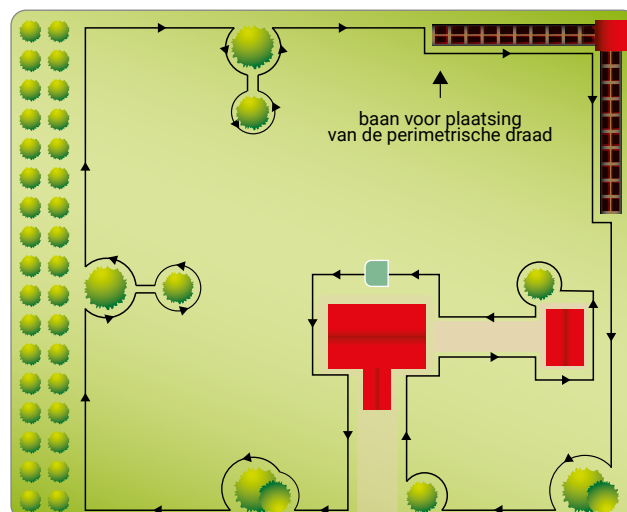 baan voor plaatsing
van de perimetrische draad